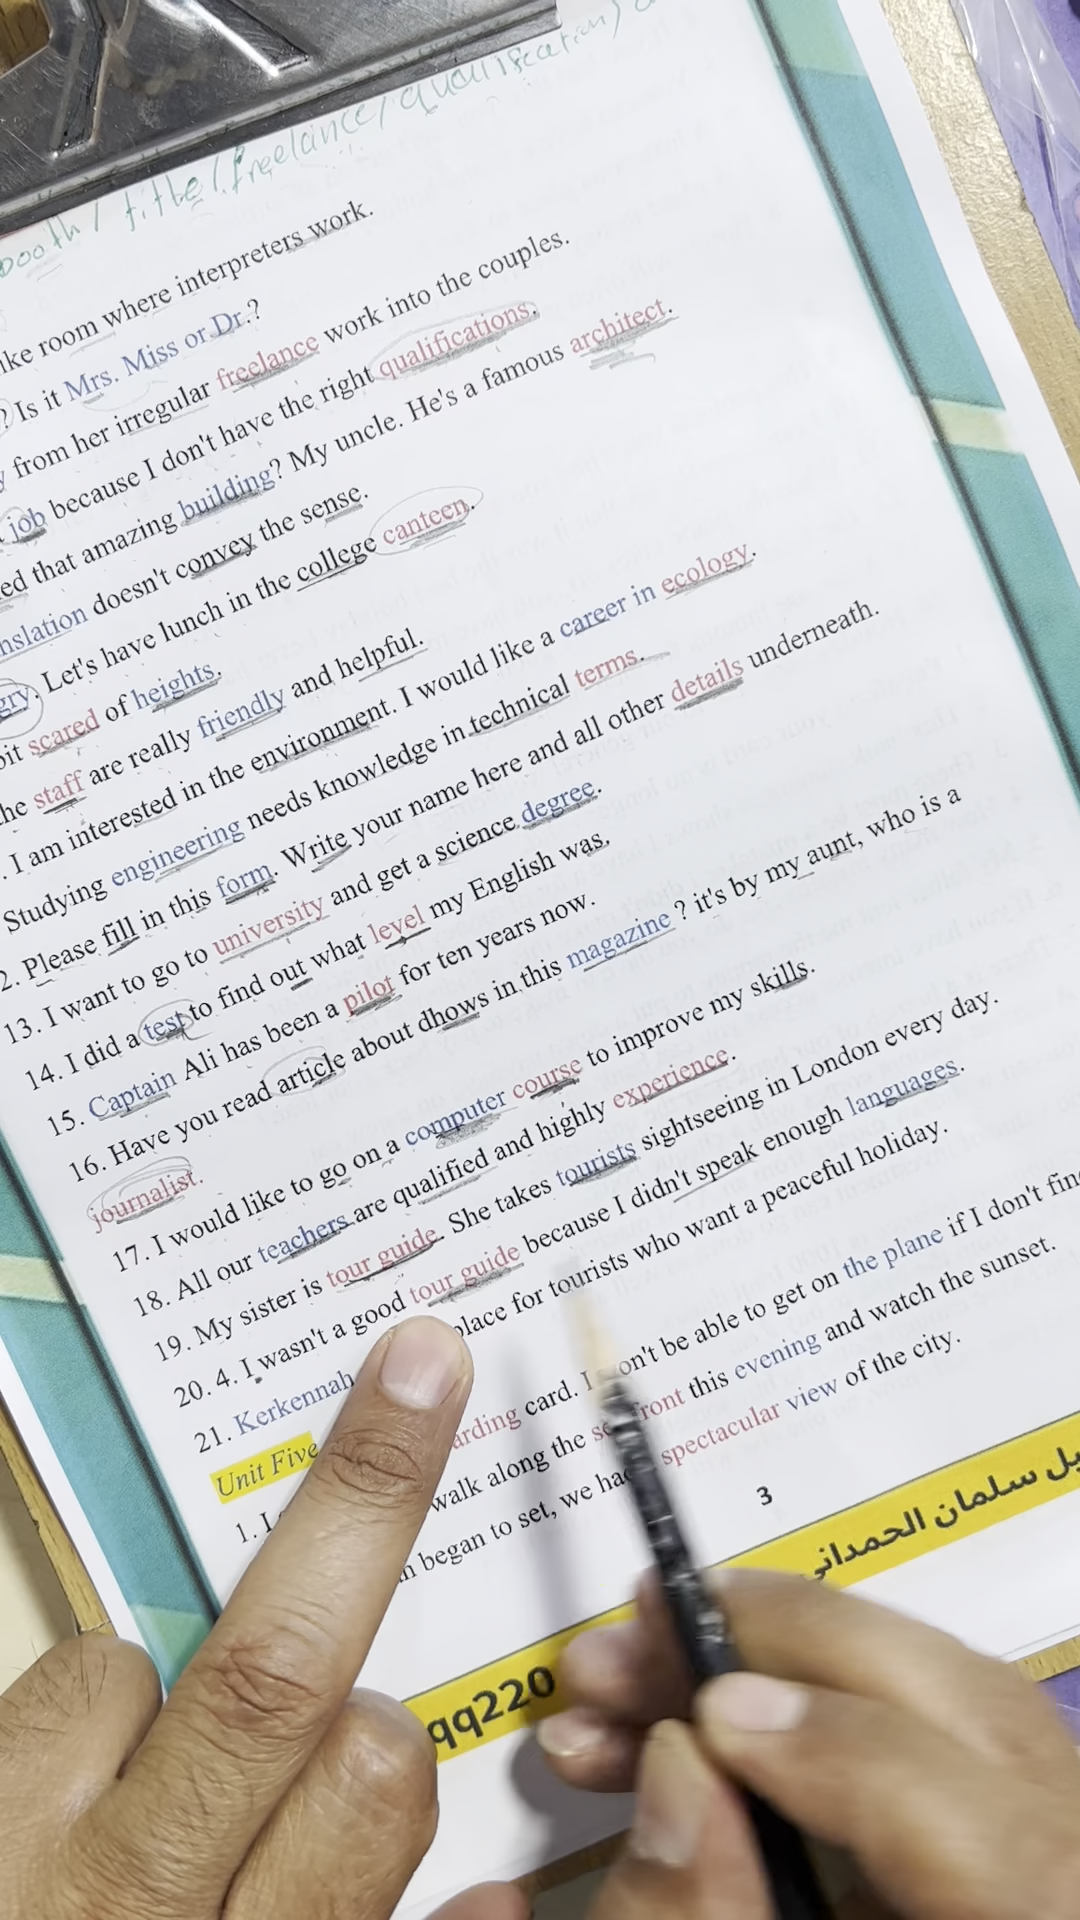 / title / freelance / qualification /
room where interpreters work.
? Is it Mrs. Miss or Dr.?
from her irregular freelance work into the couples.
job because I don't have the right qualifications.
that amazing building? My uncle. He's a famous architect.
doesn't convey the sense.
Let's have lunch in the college canteen.
scared of heights.
staff are really friendly and helpful.
I am interested in the environment. I would like a career in ecology.
Studying engineering needs knowledge in technical terms.
2. Please fill in this form. Write your name here and all other details underneath.
13. I want to go to university and get a science degree.
14. I did a test to find out what level my English was.
15. Captain Ali has been a pilot for ten years now.
16. Have you read article about dhows in this magazine ? it's by my aunt, who is a
journalist.
17. I would like to go on a computer course to improve my skills.
18. All our teachers are qualified and highly experience.
19. My sister is tour guide. She takes tourists sightseeing in London every day.
20. 4. I wasn't a good tour guide because I didn't speak enough languages.
21. Kerkennah place for tourists who want a peaceful holiday.
Unit Five
1. I card. I won't be able to get on the plane if I don't find
walk along the front this evening and watch the sunset.
began to set, we had spectacular view of the city.
3
سلمان الحمداني
qq220